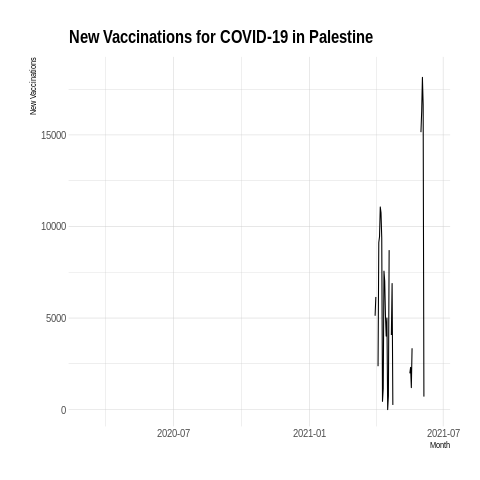 New Vaccinations for COVID-19 in Palestine
New Vaccinations
15000
10000
5000
0
2020-07 2021-01 2021-07
Month